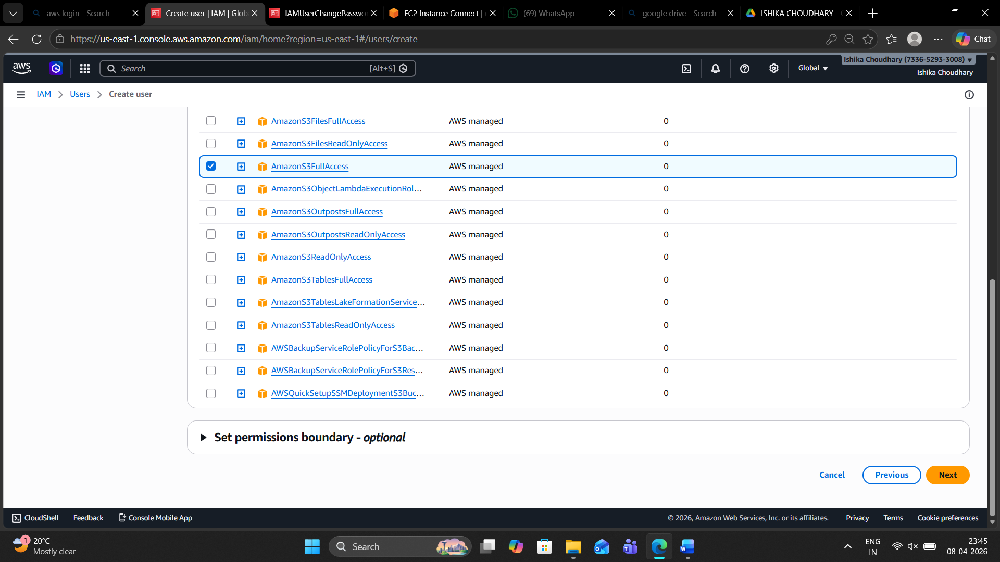 aws login - Search
Create user | IAM | Glob
IAMUserChangePasswor
EC2 Instance Connect | e
(69) WhatsApp
google drive - Search
ISHIKA CHOUDHARY - G
https://us-east-1.console.aws.amazon.com/iam/home?region=us-east-1#/users/create
Chat
aws
Search
[Alt+S]
Global
Ishika Choudhary (7336-5293-3008)
Ishika Choudhary
IAM
Users
Create user
AmazonS3FilesFullAccess AWS managed 0
AmazonS3FilesReadOnlyAccess AWS managed 0
AmazonS3FullAccess AWS managed 0
AmazonS3ObjectLambdaExecutionRol... AWS managed 0
AmazonS3OutpostsFullAccess AWS managed 0
AmazonS3OutpostsReadOnlyAccess AWS managed 0
AmazonS3ReadOnlyAccess AWS managed 0
AmazonS3TablesFullAccess AWS managed 0
AmazonS3TablesLakeFormationService... AWS managed 0
AmazonS3TablesReadOnlyAccess AWS managed 0
AWSBackupServiceRolePolicyForS3Bac... AWS managed 0
AWSBackupServiceRolePolicyForS3Res... AWS managed 0
AWSQuickSetupSSMDeploymentS3Buc... AWS managed 0
Set permissions boundary - optional
Cancel
Previous
Next
CloudShell
Feedback
Console Mobile App
© 2026, Amazon Web Services, Inc. or its affiliates.
Privacy
Terms
Cookie preferences
1
20°C
Mostly clear
Search
ENG
IN
23:45
08-04-2026